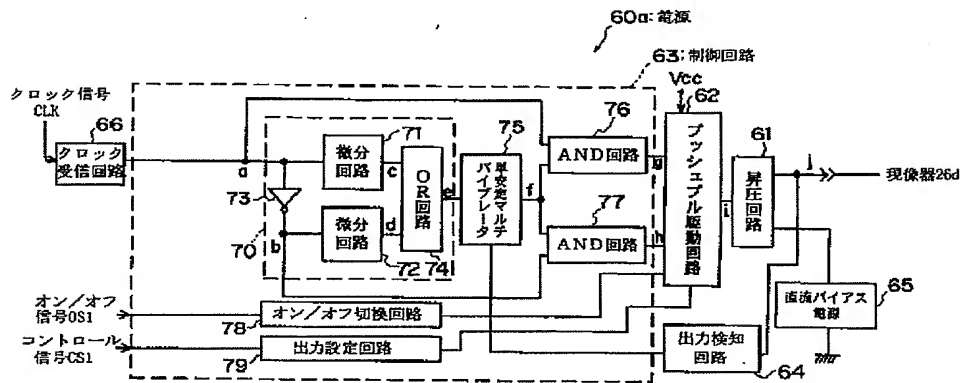 60a:電源
63;制御回路
Vcc
62
クロック信号
CLK
66
クロック
受信回路
a
73
b
70
71
微分
回路
c
微分
回路
d
72
OR回路
74
e
75
単安定マルチ
バイブレータ
f
76
AND回路
g
77
AND回路
h
プッシュプル駆動回路
i
61
昇圧回路
j
現像器26d
オン/オフ
信号OS1
78
オン/オフ切換回路
コントロール
信号CS1
79
出力設定回路
出力検知
回路
64
直流バイアス
電源
65